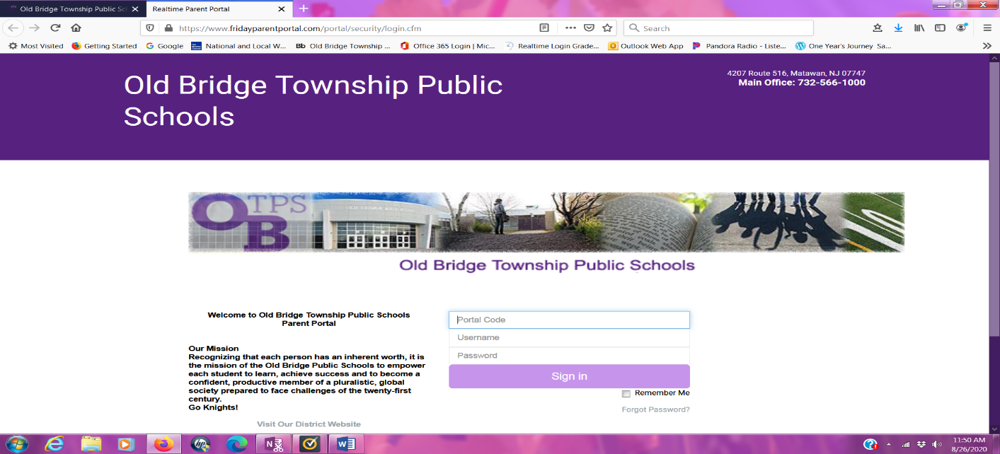 Old Bridge Township Public Sch
Realtime Parent Portal
https://www.fridayparentportal.com/portal/security/login.cfm
Search
Most Visited
Getting Started
Google
National and Local W...
Bb Old Bridge Township ...
Office 365 Login | Mic...
Realtime Login Grade...
Outlook Web App
Pandora Radio - Liste...
One Year's Journey Sa...
Old Bridge Township Public
Schools
4207 Route 516, Matawan, NJ 07747
Main Office: 732-566-1000
OTPS
B
Old Bridge Township Public Schools
Welcome to Old Bridge Township Public Schools
Parent Portal
Our Mission
Recognizing that each person has an inherent worth, it is
the mission of the Old Bridge Public Schools to empower
each student to learn, achieve success and to become a
confident, productive member of a pluralistic, global
society prepared to face challenges of the twenty-first
century.
Go Knights!
Visit Our District Website
Portal Code
Username
Password
Sign in
Remember Me
Forgot Password?
11:50 AM
8/26/2020